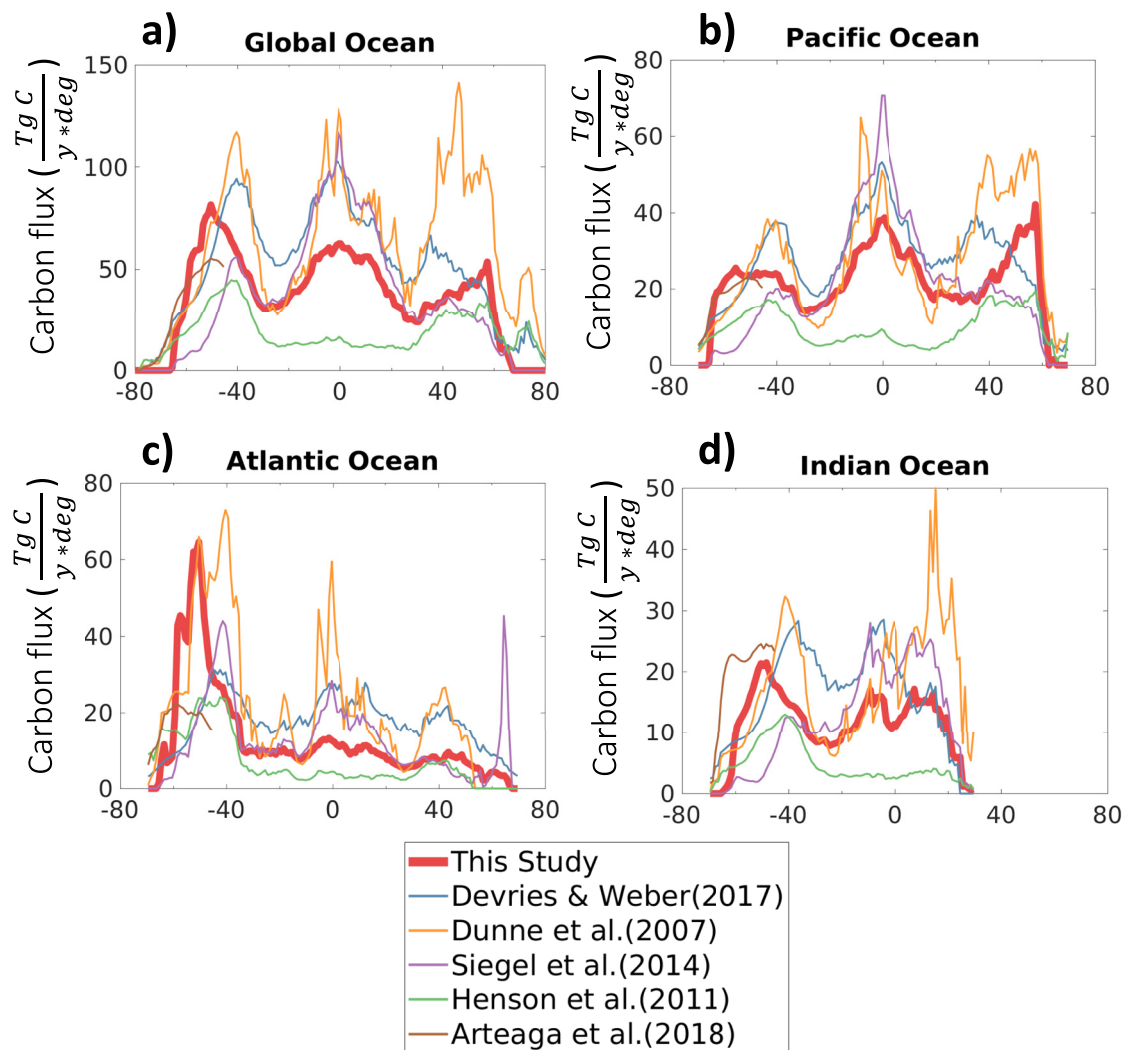 a)
Global Ocean
Carbon flux ( Tg C / y *deg )
150
100
50
0
-80 -40 0 40 80
b)
Pacific Ocean
Carbon flux ( Tg C / y *deg )
80
60
40
20
0
-80 -40 0 40 80
c)
Atlantic Ocean
Carbon flux ( Tg C / y *deg )
80
60
40
20
0
-80 -40 0 40 80
d)
Indian Ocean
Carbon flux ( Tg C / y *deg )
50
40
30
20
10
0
-80 -40 0 40 80
This Study
Devries & Weber(2017)
Dunne et al.(2007)
Siegel et al.(2014)
Henson et al.(2011)
Arteaga et al.(2018)